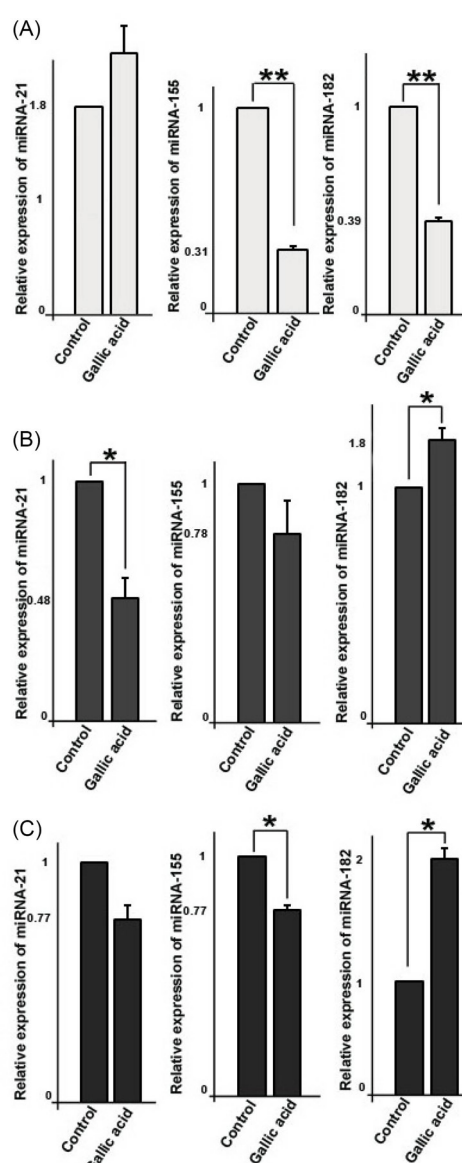 (A)
Relative expression of miRNA-21
1.8
1
0
Control
Gallic acid
Relative expression of miRNA-155
1
0.31
0
**
Control
Gallic acid
Relative expression of miRNA-182
1
0.39
0
**
Control
Gallic acid
(B)
Relative expression of miRNA-21
1
0.48
0
*
Control
Gallic acid
Relative expression of miRNA-155
1
0.78
0
Control
Gallic acid
Relative expression of miRNA-182
1.8
1
0
*
Control
Gallic acid
(C)
Relative expression of miRNA-21
1
0.77
0
Control
Gallic acid
Relative expression of miRNA-155
1
0.77
0
*
Control
Gallic acid
Relative expression of miRNA-182
2
1
0
*
Control
Gallic acid